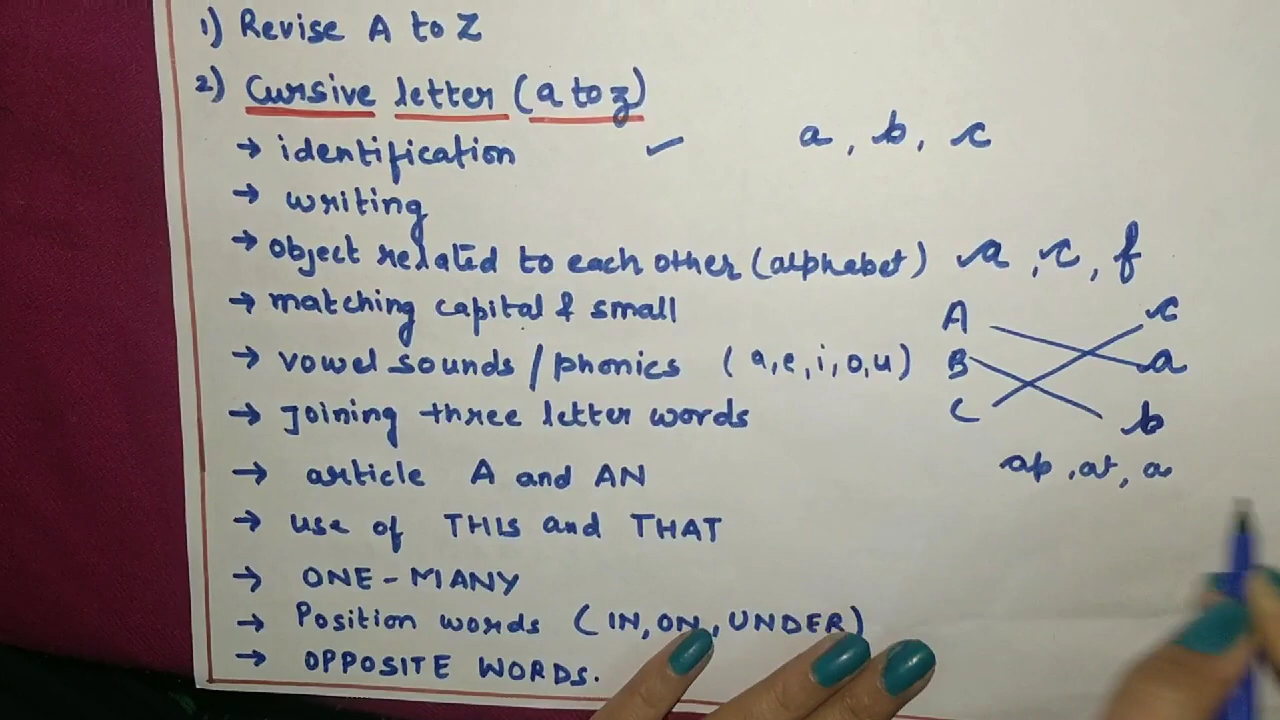 1) Revise A to Z
2) Cursive letter (a to z)
→ identification ✓ a, b, c
→ writing
→ object related to each other (alphabet) a, c, f
→ matching capital & small
A c
→ vowel sounds / phonics (a, e, i, o, u) B a
→ Joining three letter words C b
→ article A and AN ap, at, a
→ use of THIS and THAT
→ ONE - MANY
→ Position words (IN, ON, UNDER)
→ OPPOSITE WORDS.